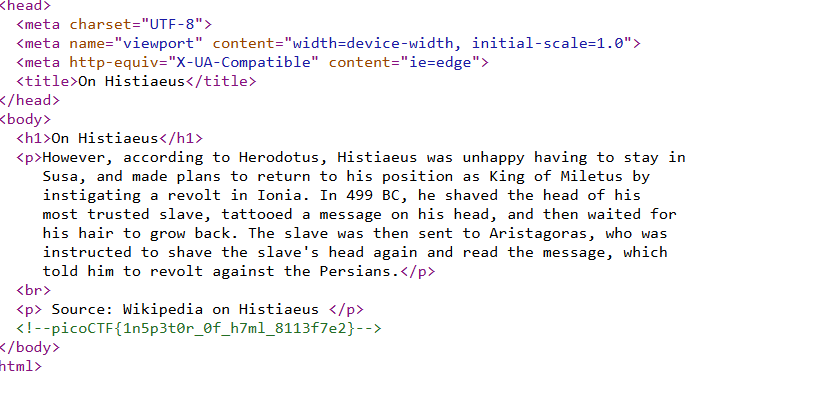 <head>
<meta charset="UTF-8">
<meta name="viewport" content="width=device-width, initial-scale=1.0">
<meta http-equiv="X-UA-Compatible" content="ie=edge">
<title>On Histiaeus</title>
</head>
<body>
<h1>On Histiaeus</h1>
<p>However, according to Herodotus, Histiaeus was unhappy having to stay in
Susa, and made plans to return to his position as King of Miletus by
instigating a revolt in Ionia. In 499 BC, he shaved the head of his
most trusted slave, tattooed a message on his head, and then waited for
his hair to grow back. The slave was then sent to Aristagoras, who was
instructed to shave the slave's head again and read the message, which
told him to revolt against the Persians.</p>
<br>
<p> Source: Wikipedia on Histiaeus </p>
<!--picoCTF{1n5p3t0r_0f_h7ml_8113f7e2}-->
</body>
html>